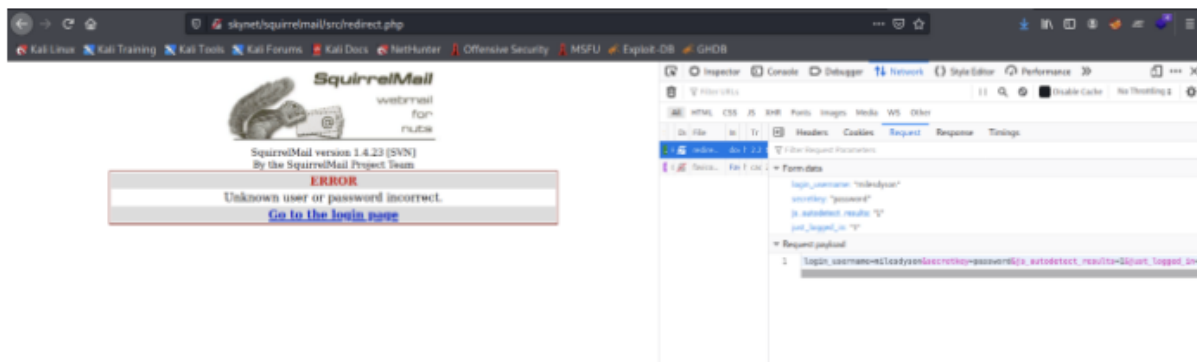 skynet/squirrelmail/src/redirect.php
Kali Linux Kali Training Kali Tools Kali Forums Kali Docs NetHunter Offensive Security MSFU Exploit-DB GHDB
SquirrelMail
webmail
for
nuts
SquirrelMail version 1.4.23 [SVN]
By the SquirrelMail Project Team
ERROR
Unknown user or password incorrect.
Go to the login page
Inspector Console Debugger Network {} Style Editor Performance
Filter URLs
Disable Cache No Throttling
All HTML CSS JS XHR Fonts Images Media WS Other
File Headers Cookies Request Response Timings
Filter Request Parameters
Form data
login_username: "milesdyson"
secretkey: "password"
js_autodetect_results: "1"
just_logged_in: "1"
Request payload
1 login_username=milesdyson&secretkey=password&js_autodetect_results=1&just_logged_in=